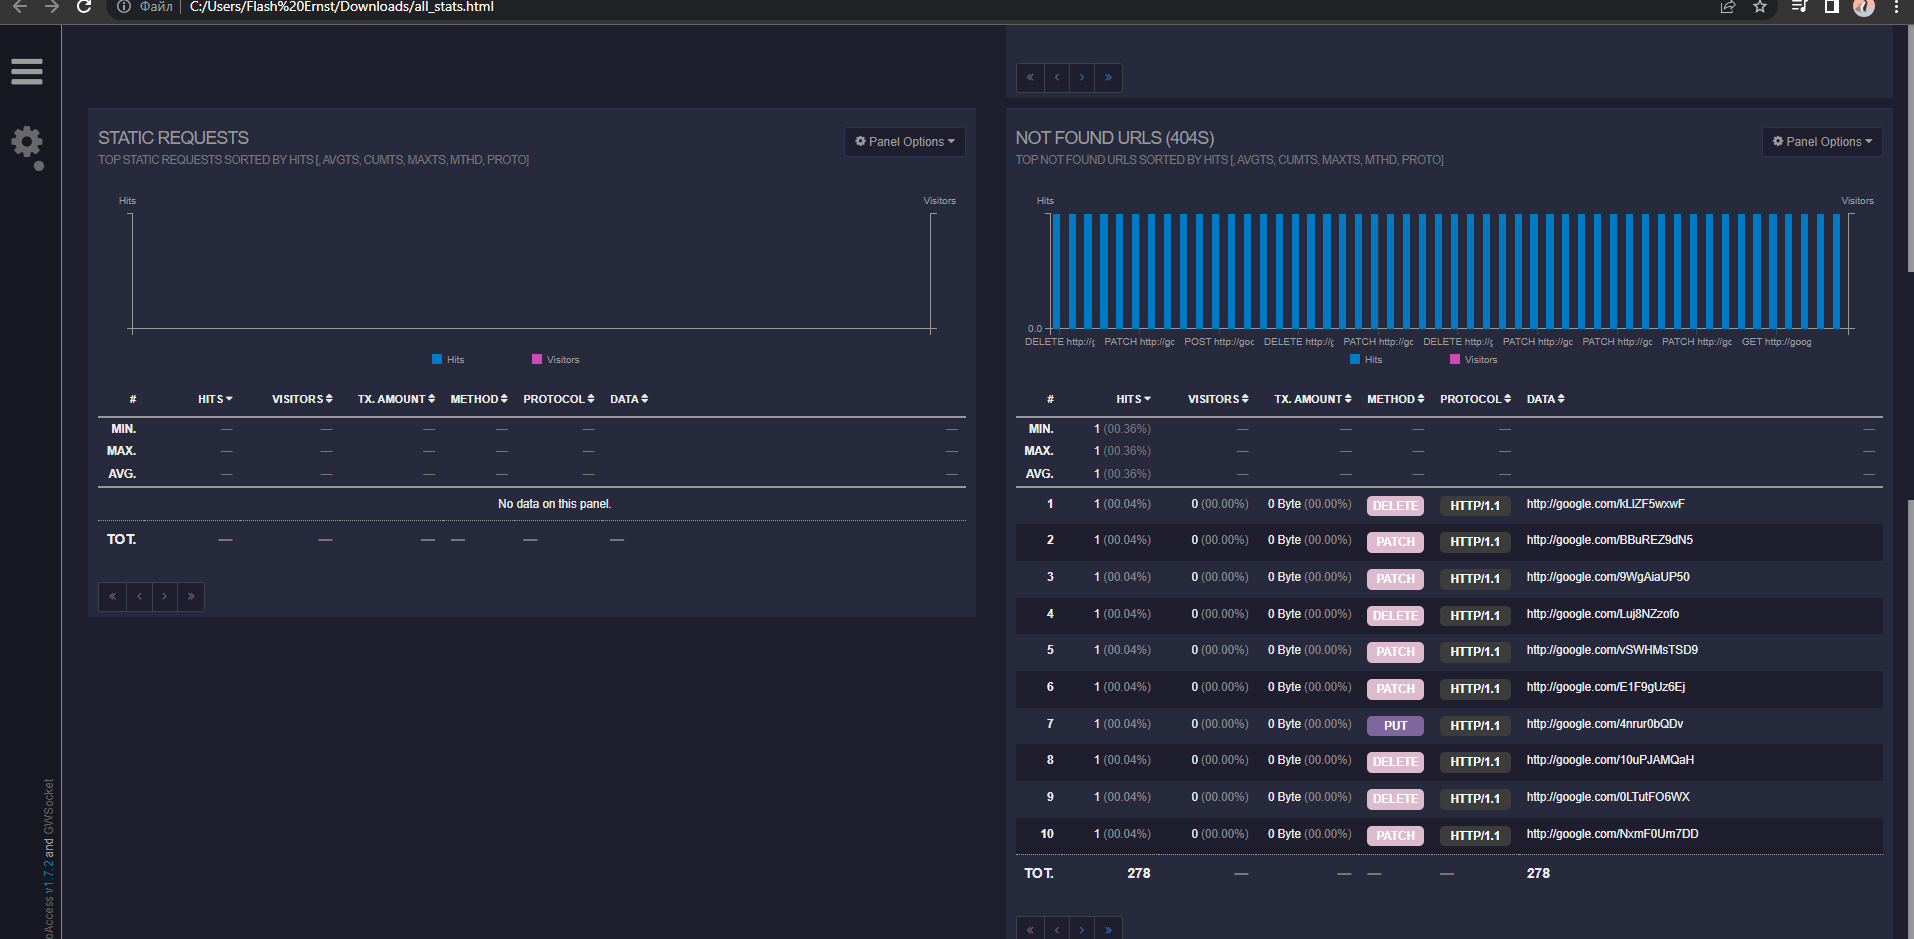 Файл C:/Users/Flash%20Ernst/Downloads/all_stats.html
« ‹ › »
STATIC REQUESTS
Panel Options
TOP STATIC REQUESTS SORTED BY HITS [, AVGTS, CUMTS, MAXTS, MTHD, PROTO]
Hits Visitors
Hits Visitors
# HITS VISITORS TX. AMOUNT METHOD PROTOCOL DATA
MIN. — — — — — —
MAX. — — — — — —
AVG. — — — — — —
No data on this panel.
TOT. — — — — — —
« ‹ › »
NOT FOUND URLS (404S)
Panel Options
TOP NOT FOUND URLS SORTED BY HITS [, AVGTS, CUMTS, MAXTS, MTHD, PROTO]
Hits Visitors
0.0
DELETE http://g PATCH http://gc POST http://goc DELETE http://g PATCH http://gc DELETE http://g PATCH http://gc PATCH http://gc PATCH http://gc GET http://goog
Hits Visitors
# HITS VISITORS TX. AMOUNT METHOD PROTOCOL DATA
MIN. 1 (00.36%) — — — — —
MAX. 1 (00.36%) — — — — —
AVG. 1 (00.36%) — — — — —
1 1 (00.04%) 0 (00.00%) 0 Byte (00.00%) DELETE HTTP/1.1 http://google.com/kLIZF5wxwF
2 1 (00.04%) 0 (00.00%) 0 Byte (00.00%) PATCH HTTP/1.1 http://google.com/BBuREZ9dN5
3 1 (00.04%) 0 (00.00%) 0 Byte (00.00%) PATCH HTTP/1.1 http://google.com/9WgAiaUP50
4 1 (00.04%) 0 (00.00%) 0 Byte (00.00%) DELETE HTTP/1.1 http://google.com/Luj8NZzofo
5 1 (00.04%) 0 (00.00%) 0 Byte (00.00%) PATCH HTTP/1.1 http://google.com/vSWHMsTSD9
6 1 (00.04%) 0 (00.00%) 0 Byte (00.00%) PATCH HTTP/1.1 http://google.com/E1F9gUz6Ej
7 1 (00.04%) 0 (00.00%) 0 Byte (00.00%) PUT HTTP/1.1 http://google.com/4nrur0bQDv
8 1 (00.04%) 0 (00.00%) 0 Byte (00.00%) DELETE HTTP/1.1 http://google.com/10uPJAMQaH
9 1 (00.04%) 0 (00.00%) 0 Byte (00.00%) DELETE HTTP/1.1 http://google.com/0LTutFO6WX
10 1 (00.04%) 0 (00.00%) 0 Byte (00.00%) PATCH HTTP/1.1 http://google.com/NxmF0Um7DD
TOT. 278 — — — — 278
« ‹ › »
oAccess v1.7.2 and GWSocket